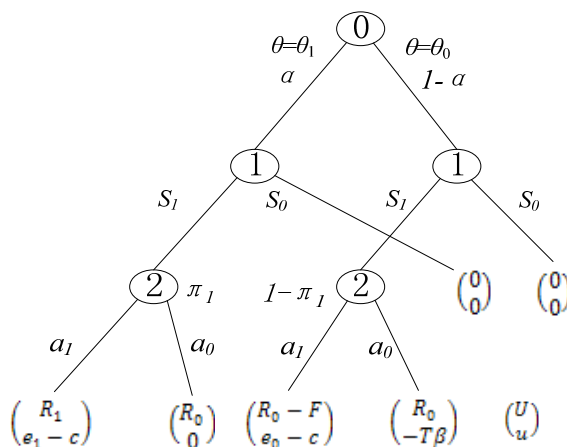 0
θ=θ₁ θ=θ₀
α 1-α
1 1
S₁ S₀ S₁ S₀
2 π₁ 1-π₁ 2 (0 0) (0 0)
a₁ a₀ a₁ a₀
(R₁ e₁ − c) (R₀ 0) (R₀ − F e₀ − c) (R₀ −Tβ) (U u)